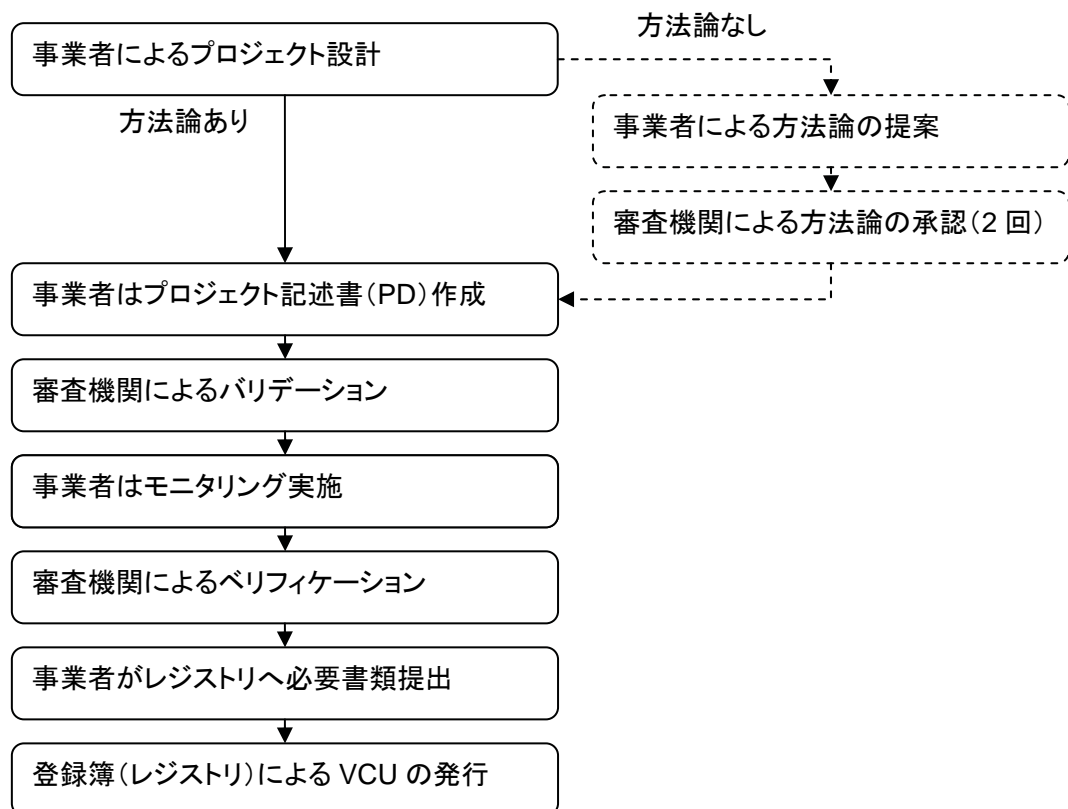 方法論なし
事業者によるプロジェクト設計
方法論あり
事業者による方法論の提案
審査機関による方法論の承認（2 回）
事業者はプロジェクト記述書（PD）作成
審査機関によるバリデーション
事業者はモニタリング実施
審査機関によるベリフィケーション
事業者がレジストリへ必要書類提出
登録簿（レジストリ）による VCU の発行